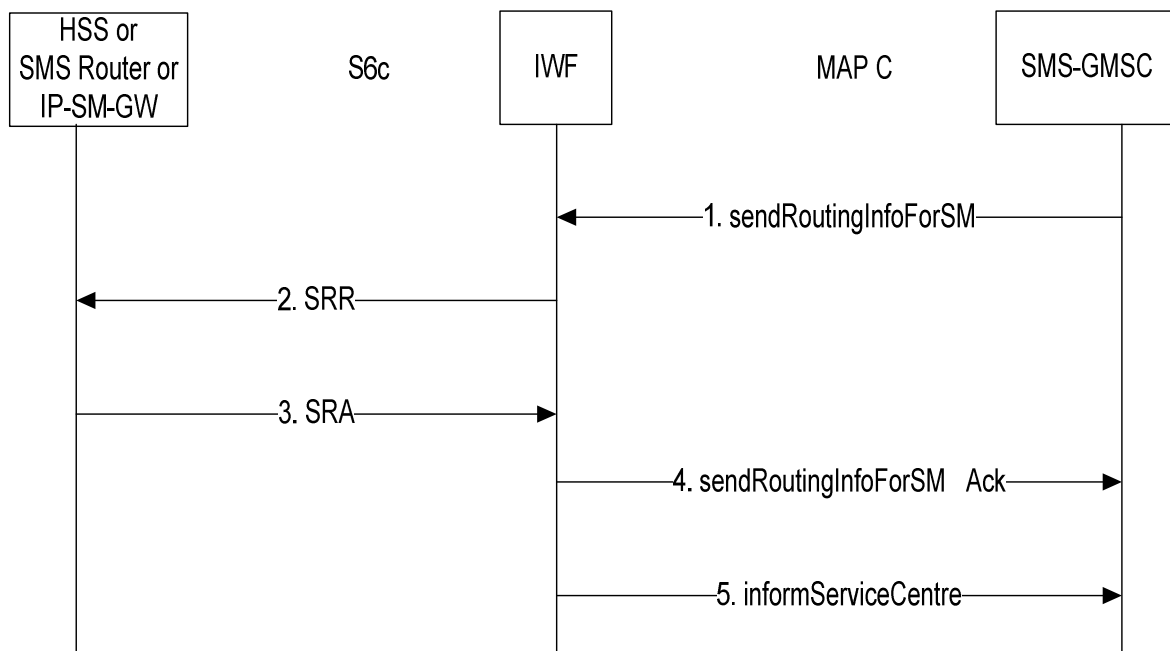 HSS or
SMS Router or
IP-SM-GW
S6c
IWF
MAP C
SMS-GMSC
1. sendRoutingInfoForSM
2. SRR
3. SRA
4. sendRoutingInfoForSM Ack
5. informServiceCentre